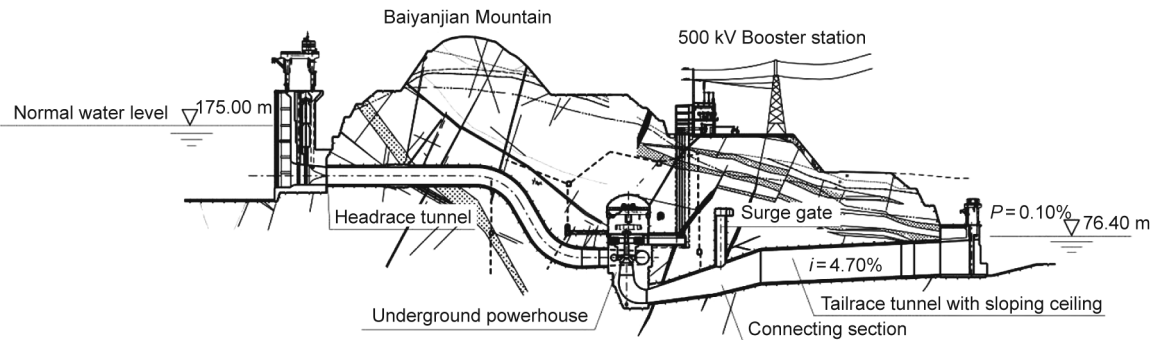 Baiyanjian Mountain
500 kV Booster station
Normal water level
175.00 m
Headrace tunnel
Surge gate
P=0.10%
76.40 m
i=4.70%
Tailrace tunnel with sloping ceiling
Underground powerhouse
Connecting section